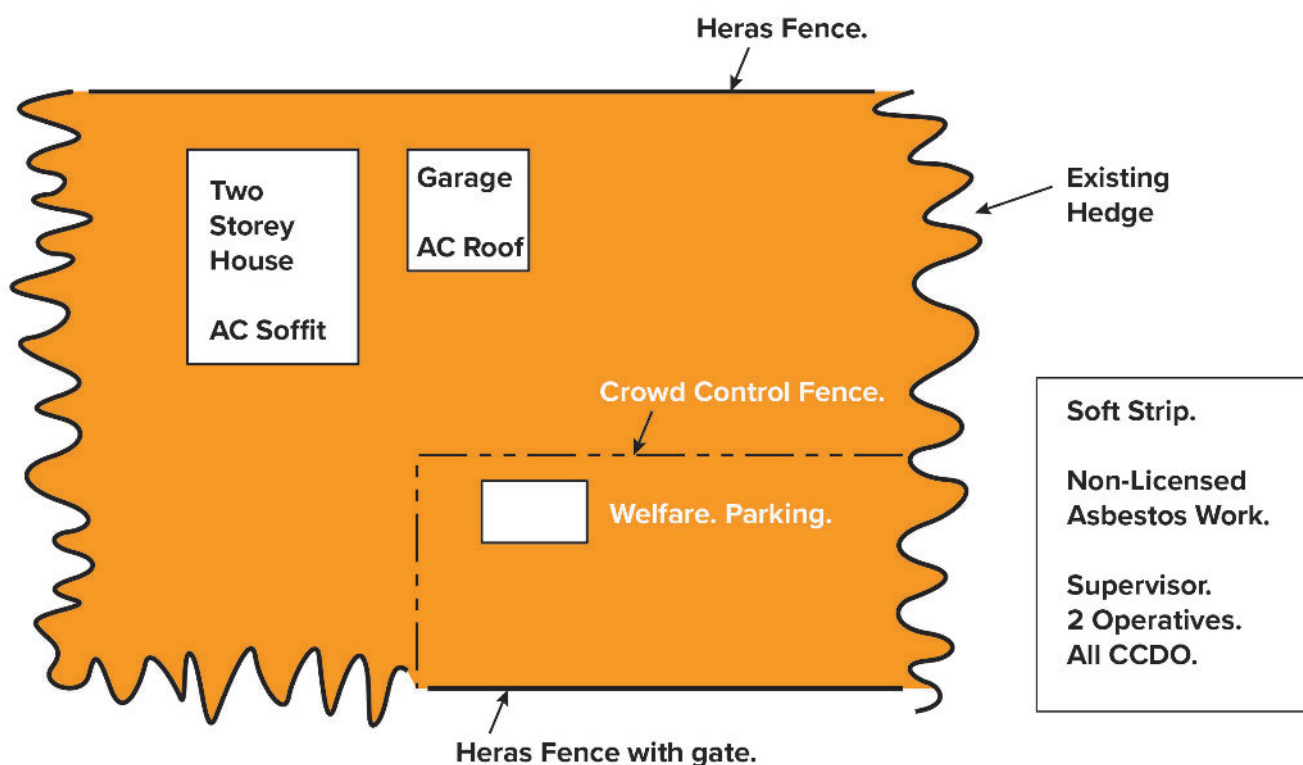 Heras Fence.
Two
Storey
House
AC Soffit
Garage
AC Roof
Existing
Hedge
Crowd Control Fence.
Welfare. Parking.
Soft Strip.
Non-Licensed
Asbestos Work.
Supervisor.
2 Operatives.
All CCDO.
Heras Fence with gate.